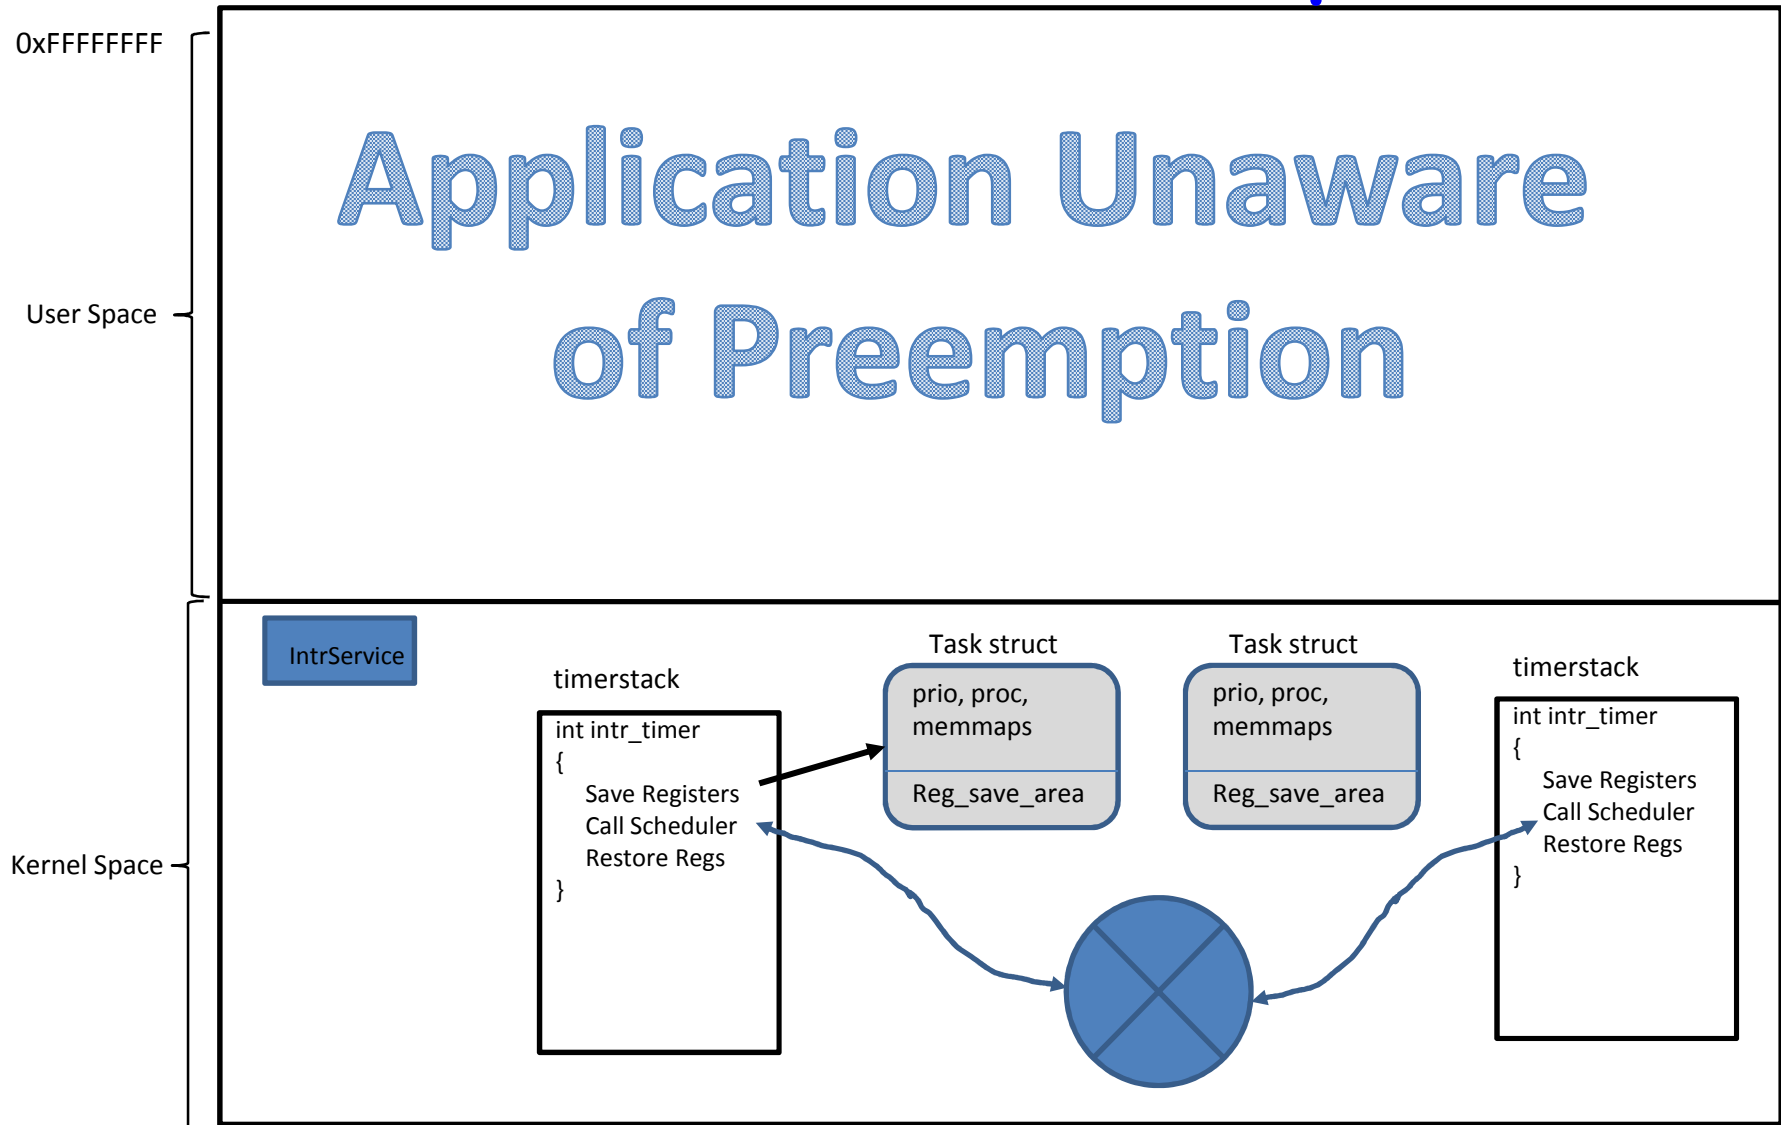 0xFFFFFFFF
Application Unaware
of Preemption
User Space
Kernel Space
IntrService
timerstack
int intr_timer
{
Save Registers
Call Scheduler
Restore Regs
}
Task struct
prio, proc,
memmaps
Reg_save_area
Task struct
prio, proc,
memmaps
Reg_save_area
timerstack
int intr_timer
{
Save Registers
Call Scheduler
Restore Regs
}